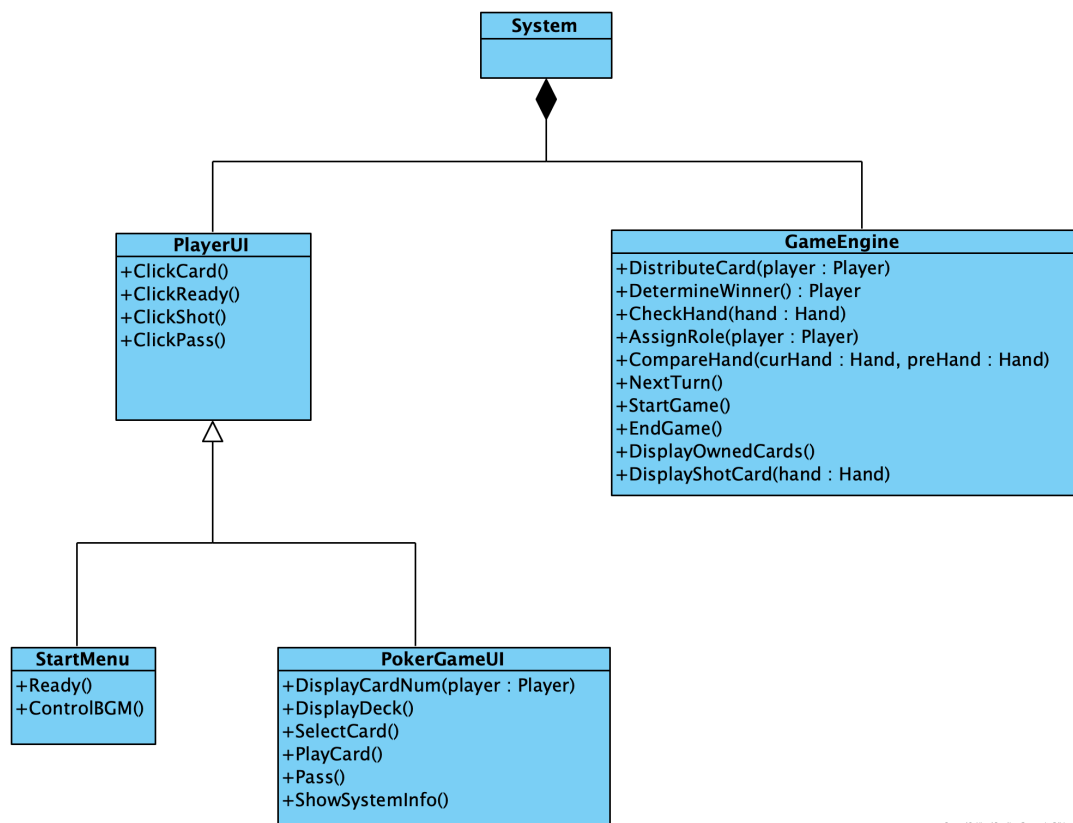 System
PlayerUI
+ClickCard()
+ClickReady()
+ClickShot()
+ClickPass()
GameEngine
+DistributeCard(player : Player)
+DetermineWinner() : Player
+CheckHand(hand : Hand)
+AssignRole(player : Player)
+CompareHand(curHand : Hand, preHand : Hand)
+NextTurn()
+StartGame()
+EndGame()
+DisplayOwnedCards()
+DisplayShotCard(hand : Hand)
StartMenu
+Ready()
+ControlBGM()
PokerGameUI
+DisplayCardNum(player : Player)
+DisplayDeck()
+SelectCard()
+PlayCard()
+Pass()
+ShowSystemInfo()